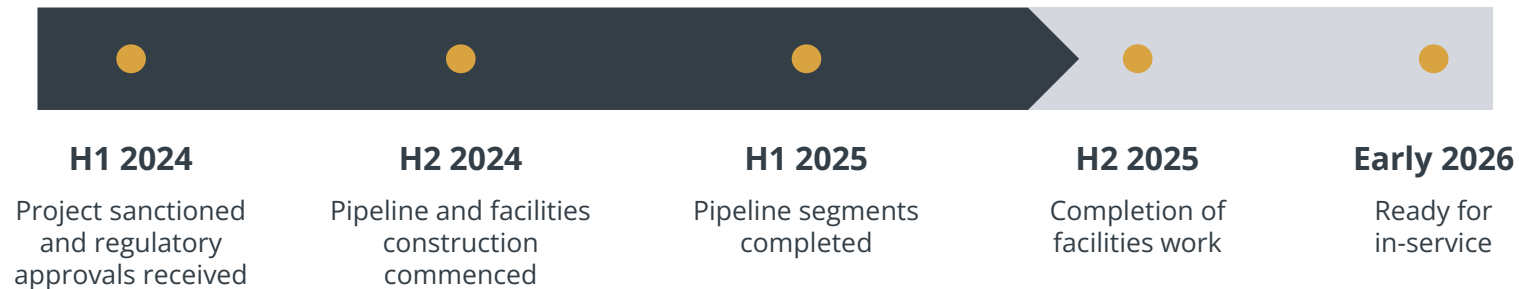 H1 2024
Project sanctioned
and regulatory
approvals received
H2 2024
Pipeline and facilities
construction
commenced
H1 2025
Pipeline segments
completed
H2 2025
Completion of
facilities work
Early 2026
Ready for
in-service